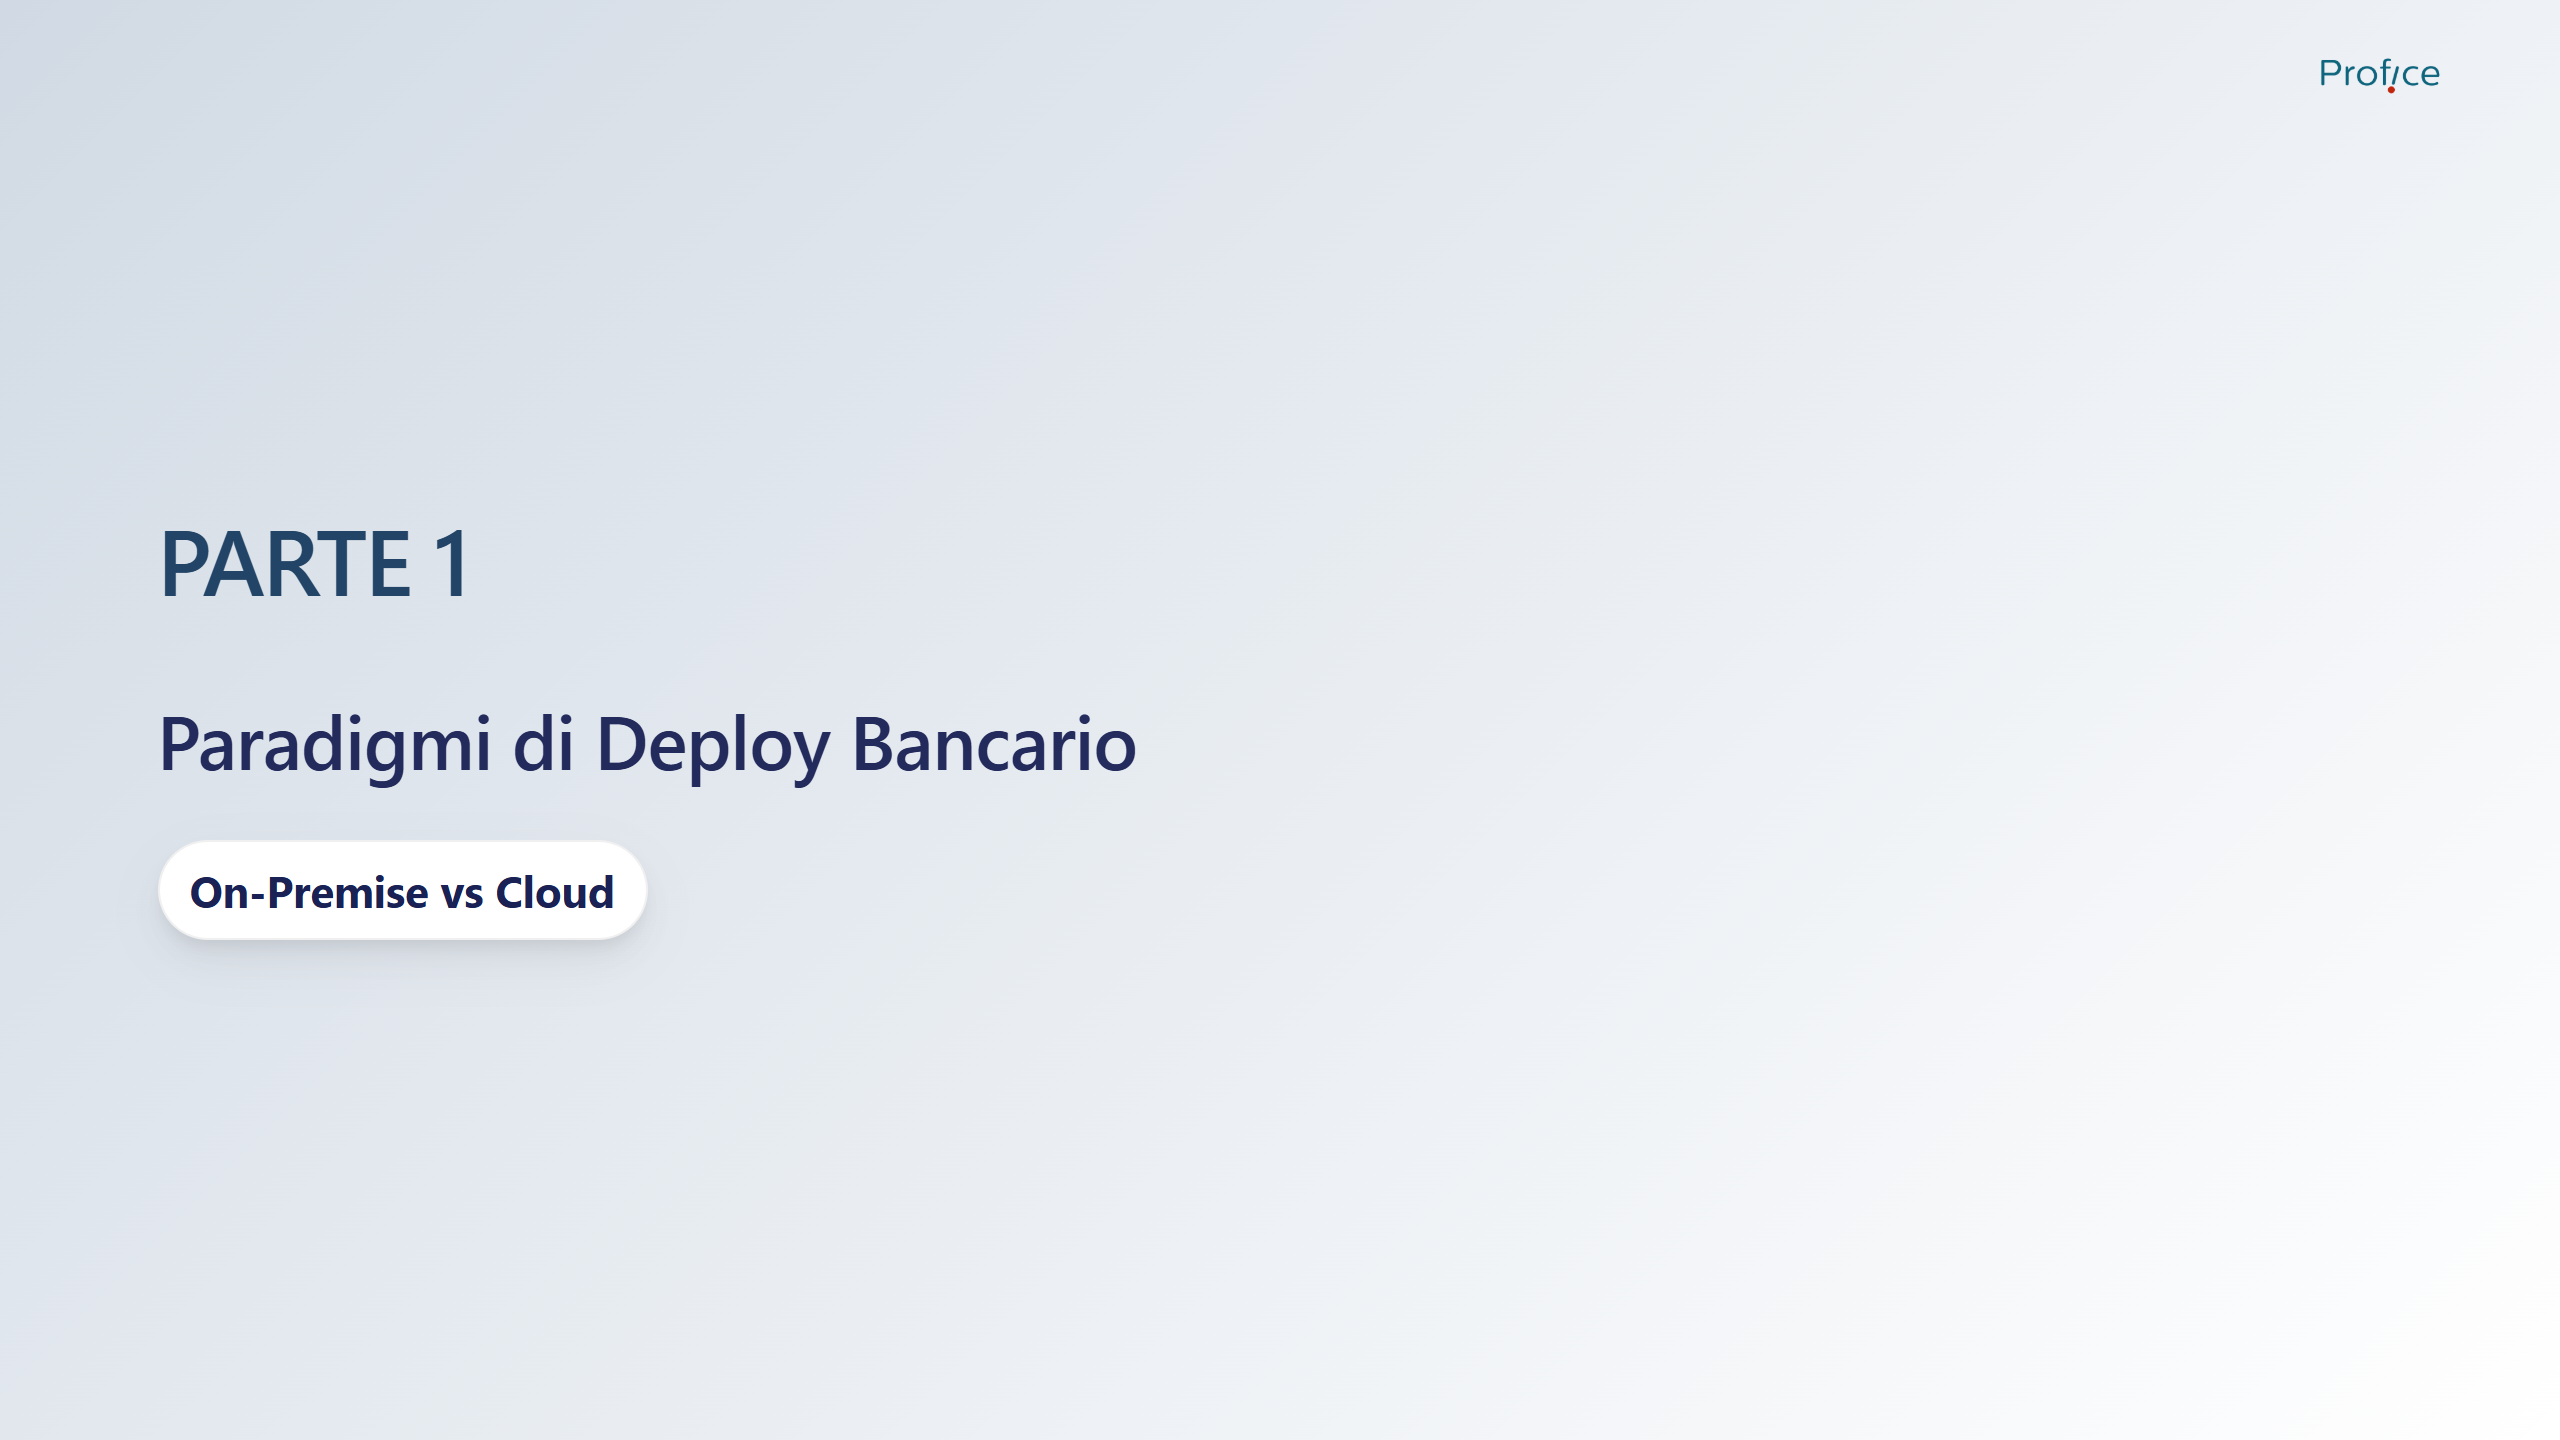 Profice
PARTE 1
Paradigmi di Deploy Bancario
On-Premise vs Cloud